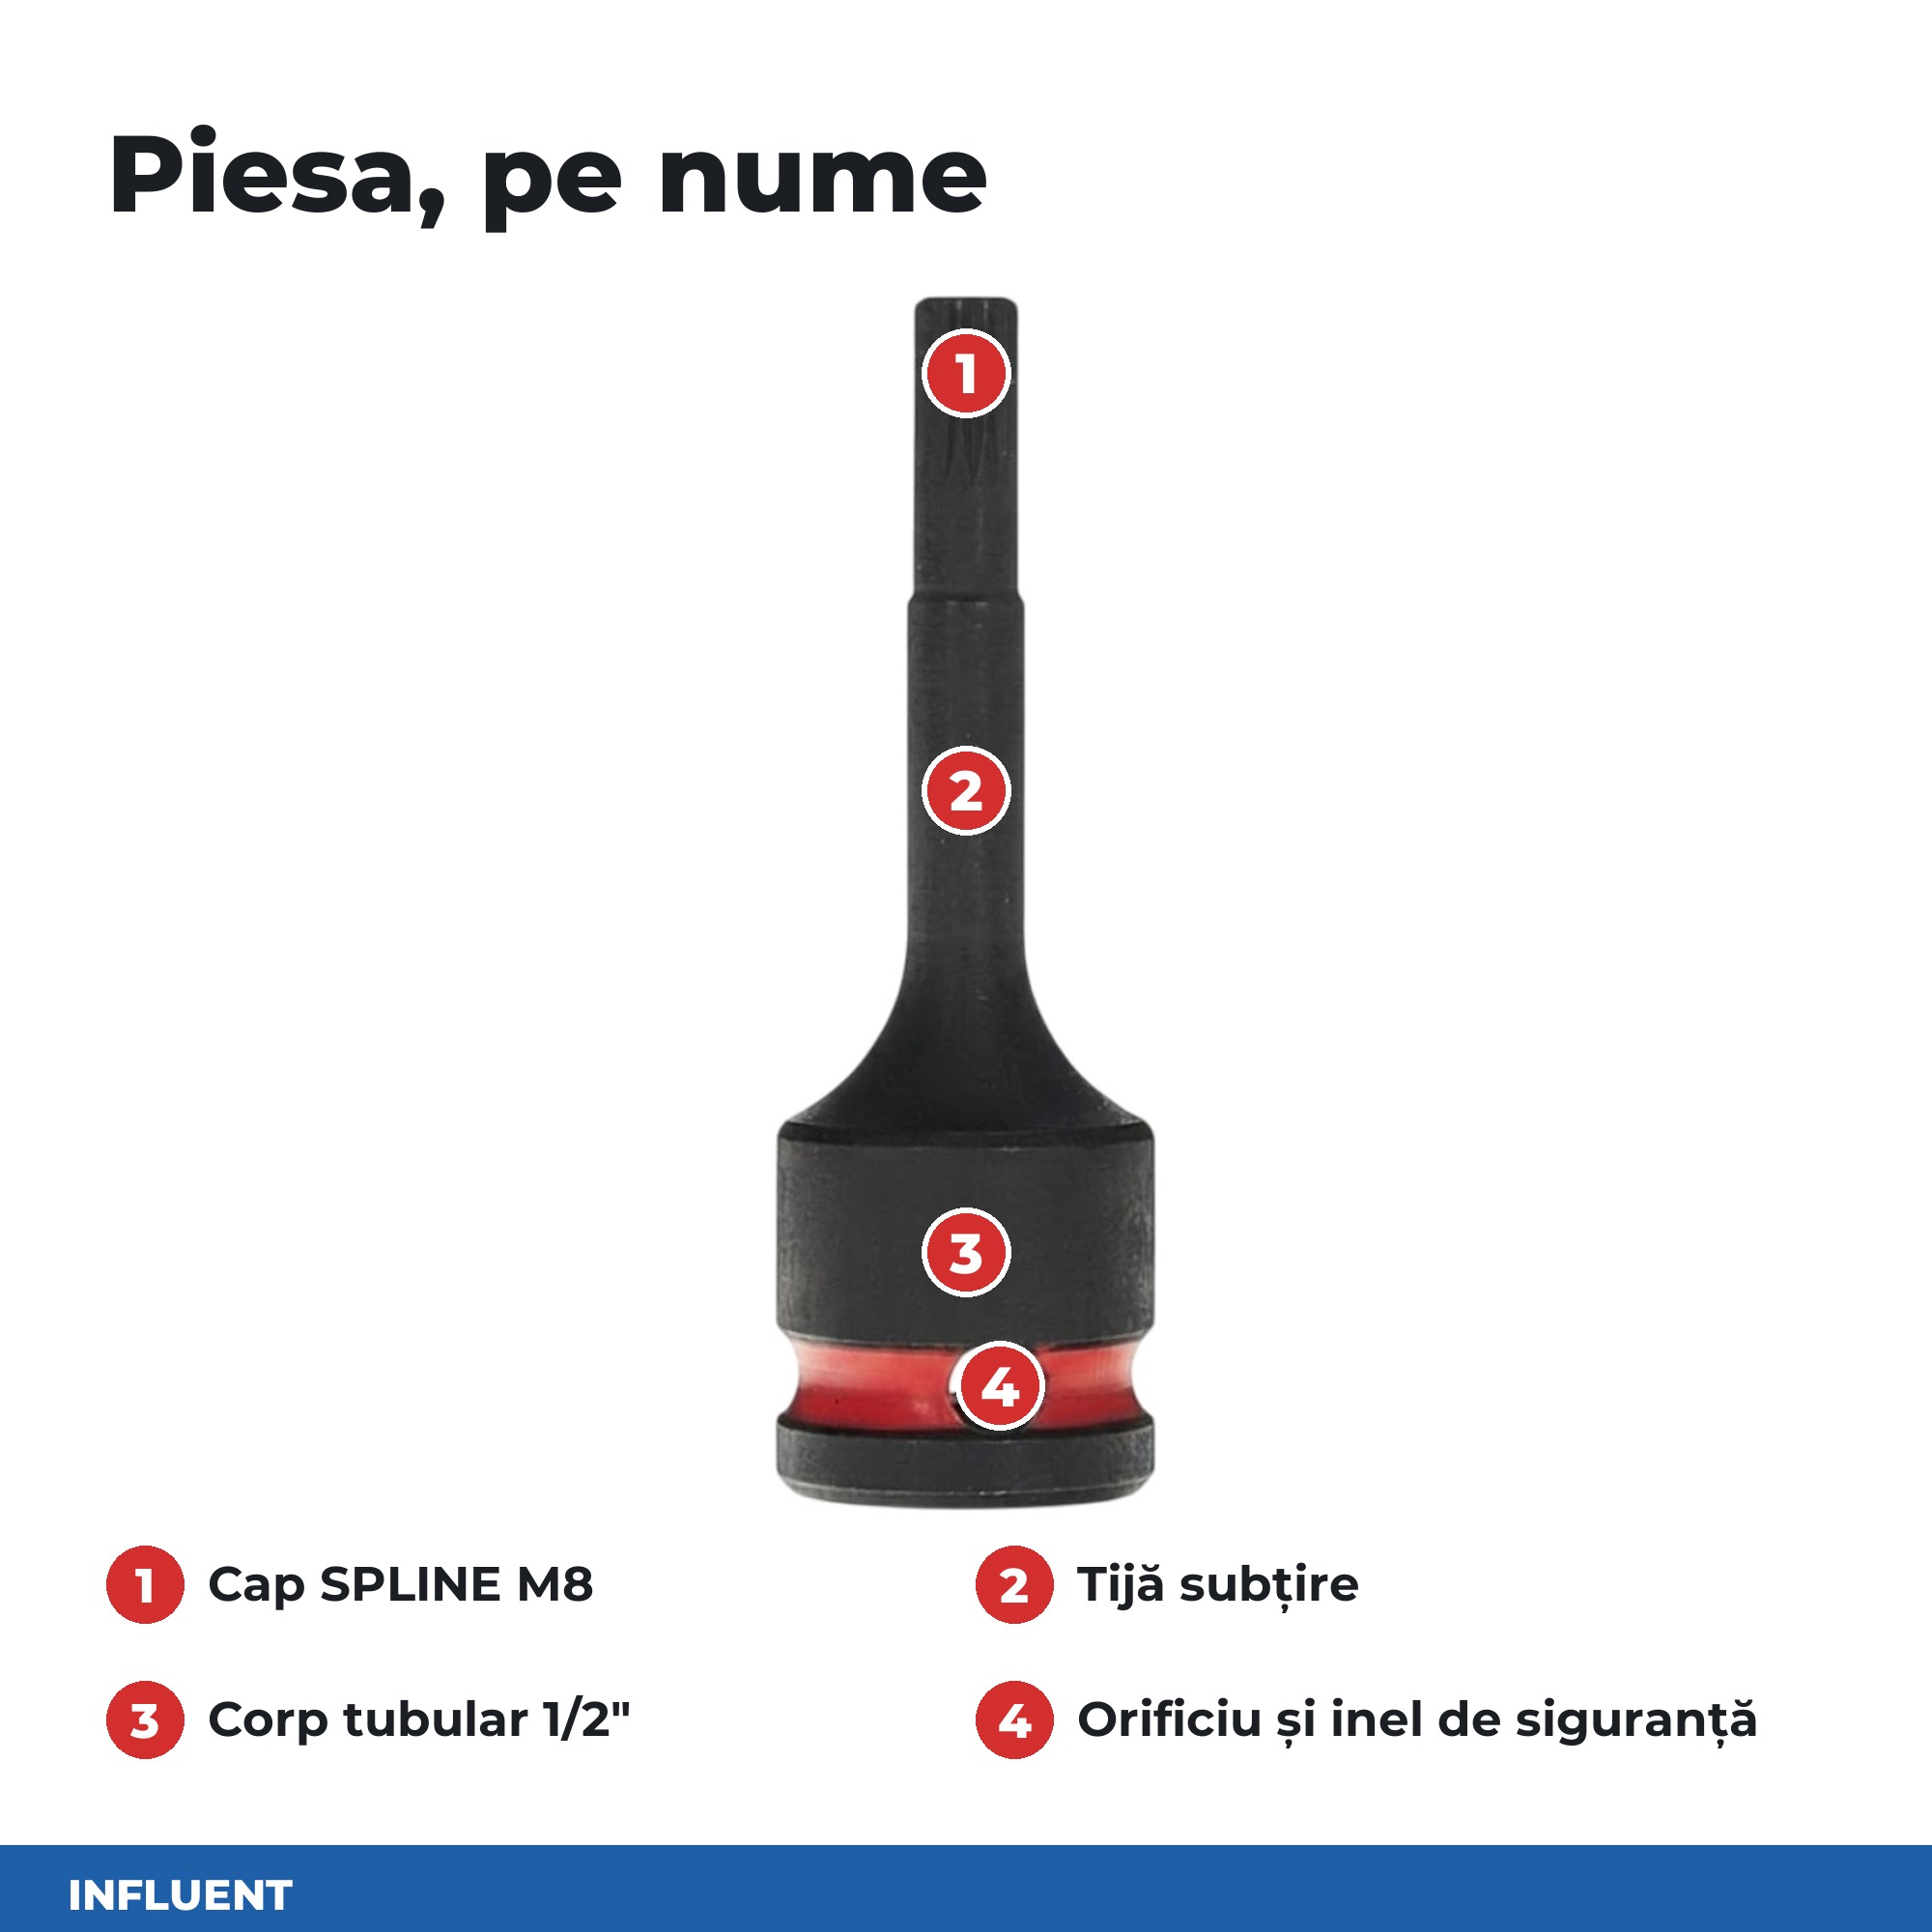 Piesa, pe nume
1
2
3
4
1 Cap SPLINE M8
2 Tijă subțire
3 Corp tubular 1/2"
4 Orificiu și inel de siguranță
INFLUENT